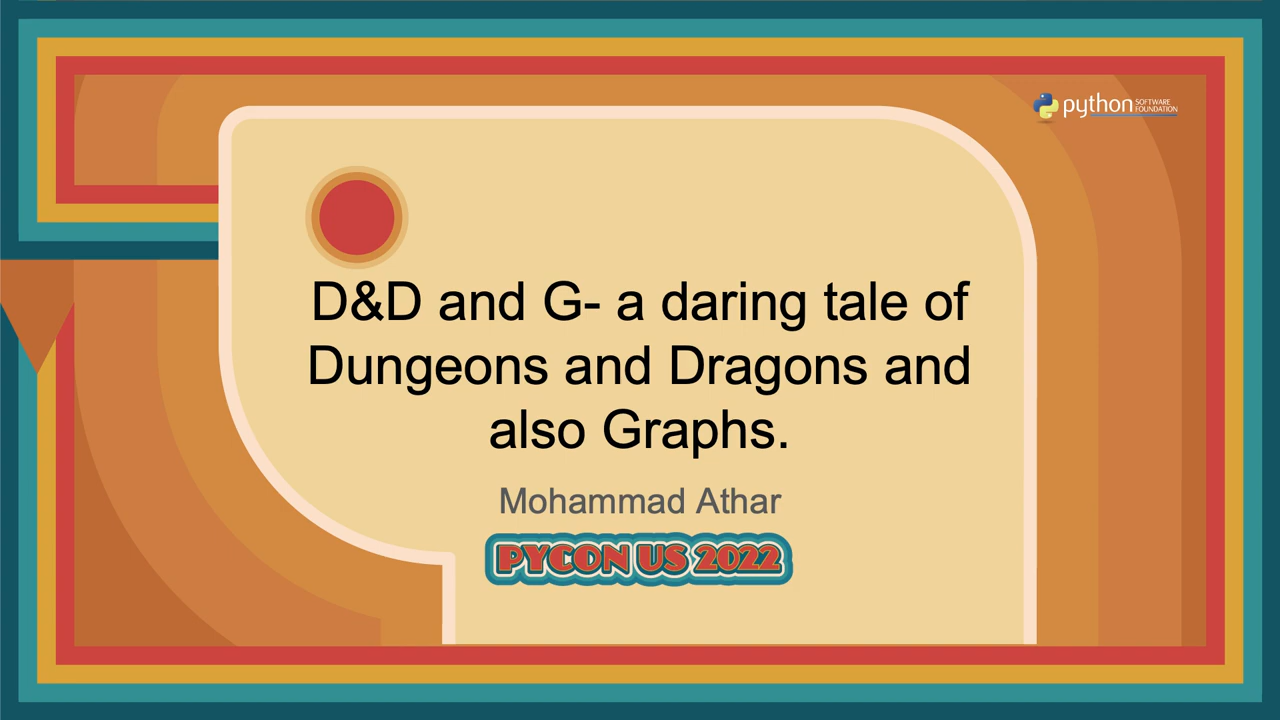 python SOFTWARE
FOUNDATION
D&D and G- a daring tale of
Dungeons and Dragons and
also Graphs.
Mohammad Athar
PYCON US 2022